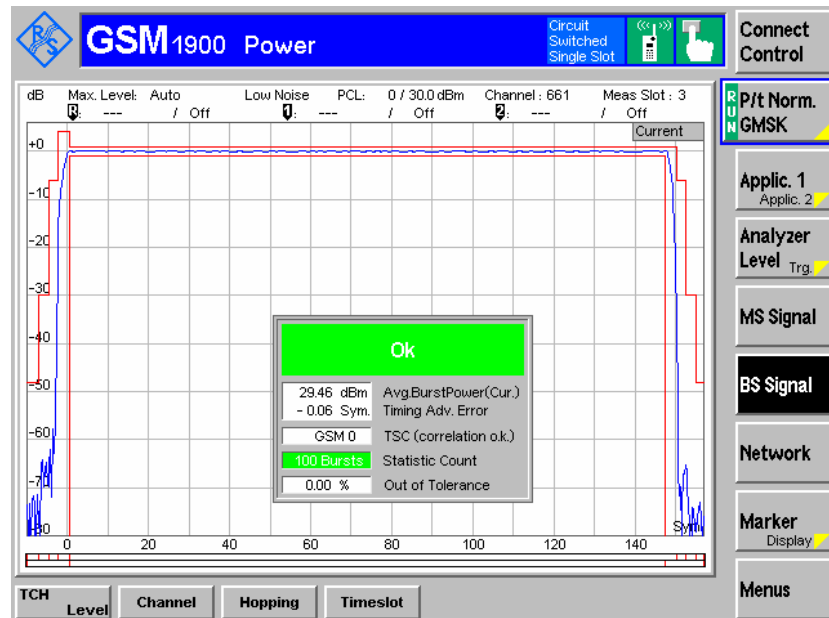 R&S
GSM 1900 Power
Circuit Switched Single Slot
Connect Control
dB Max. Level: Auto Low Noise PCL: 0 / 30.0 dBm Channel : 661 Meas Slot : 3
: --- / Off 1: --- / Off 2: --- / Off
Current
RUN
P/t Norm. GMSK
Applic. 1
Applic. 2
Analyzer Level Trg.
MS Signal
BS Signal
Network
Marker
Display
Menus
+0
-10
-20
-30
-40
-50
-60
-70
-80
Ok
29.46 dBm Avg.BurstPower(Cur.)
- 0.06 Sym. Timing Adv. Error
GSM 0 TSC (correlation o.k.)
100 Bursts Statistic Count
0.00 % Out of Tolerance
Sym.
0 20 40 60 80 100 120 140
TCH Level
Channel
Hopping
Timeslot